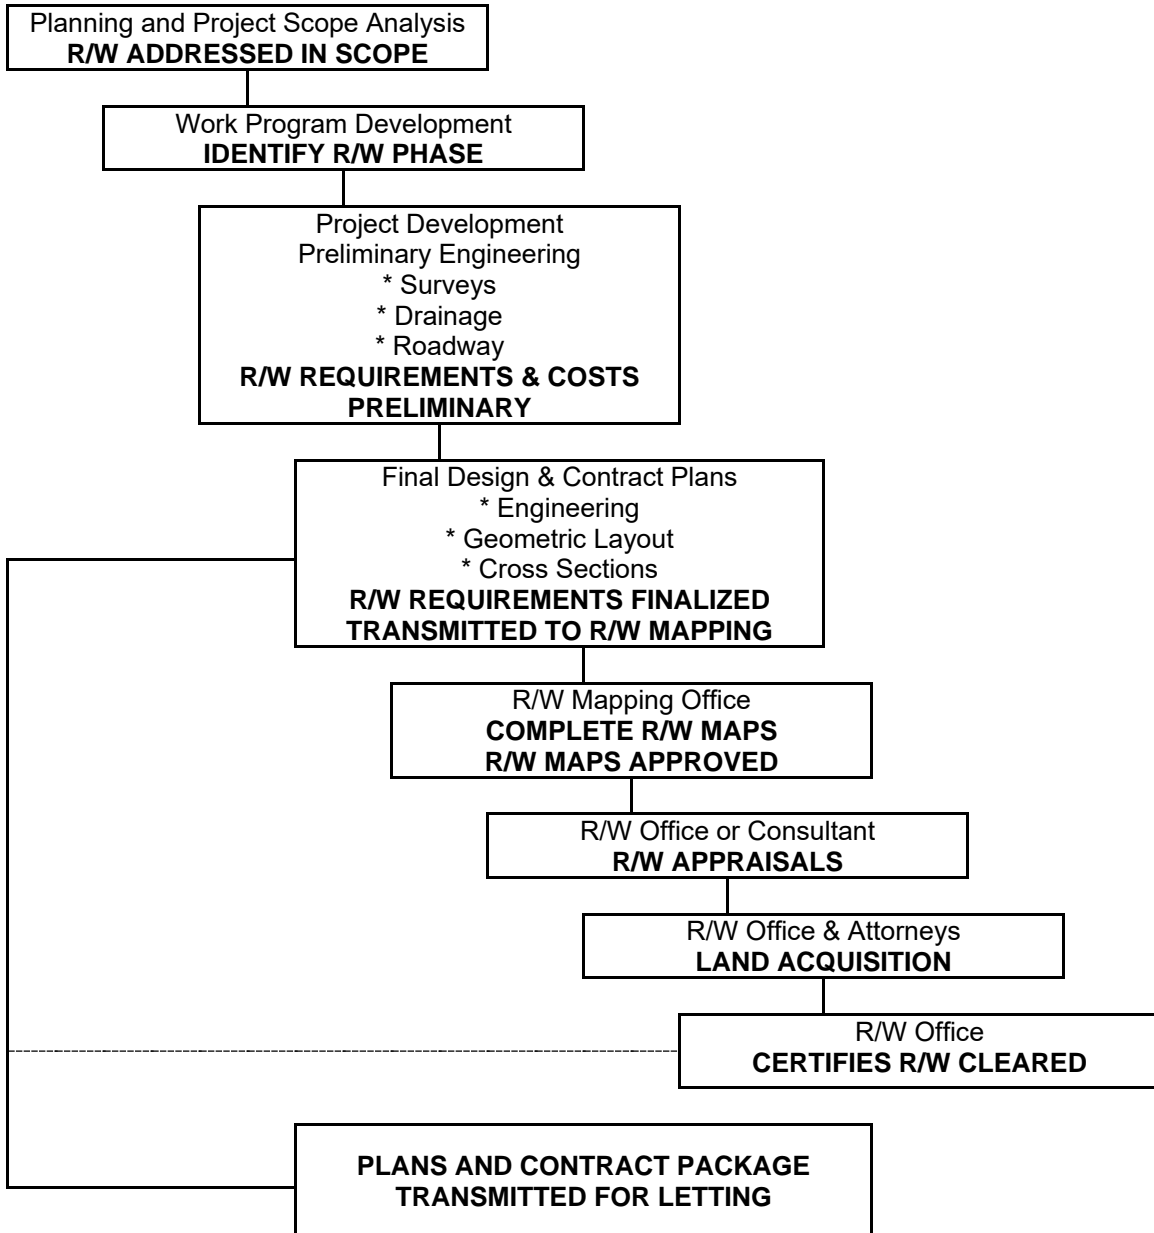 Planning and Project Scope Analysis
R/W ADDRESSED IN SCOPE
Work Program Development
IDENTIFY R/W PHASE
Project Development
Preliminary Engineering
* Surveys
* Drainage
* Roadway
R/W REQUIREMENTS & COSTS
PRELIMINARY
Final Design & Contract Plans
* Engineering
* Geometric Layout
* Cross Sections
R/W REQUIREMENTS FINALIZED
TRANSMITTED TO R/W MAPPING
R/W Mapping Office
COMPLETE R/W MAPS
R/W MAPS APPROVED
R/W Office or Consultant
R/W APPRAISALS
R/W Office & Attorneys
LAND ACQUISITION
R/W Office
CERTIFIES R/W CLEARED
PLANS AND CONTRACT PACKAGE
TRANSMITTED FOR LETTING